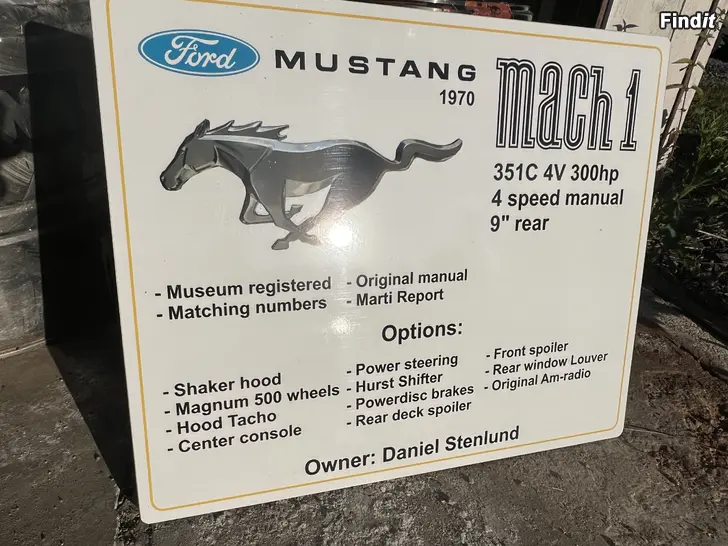 Findit
Ford
MUSTANG
1970
mach 1
351C 4V 300hp
4 speed manual
9" rear
- Museum registered
- Matching numbers
- Original manual
- Marti Report
Options:
- Shaker hood
- Magnum 500 wheels
- Hood Tacho
- Center console
- Power steering
- Hurst Shifter
- Powerdisc brakes
- Rear deck spoiler
- Front spoiler
- Rear window Louver
- Original Am-radio
Owner: Daniel Stenlund